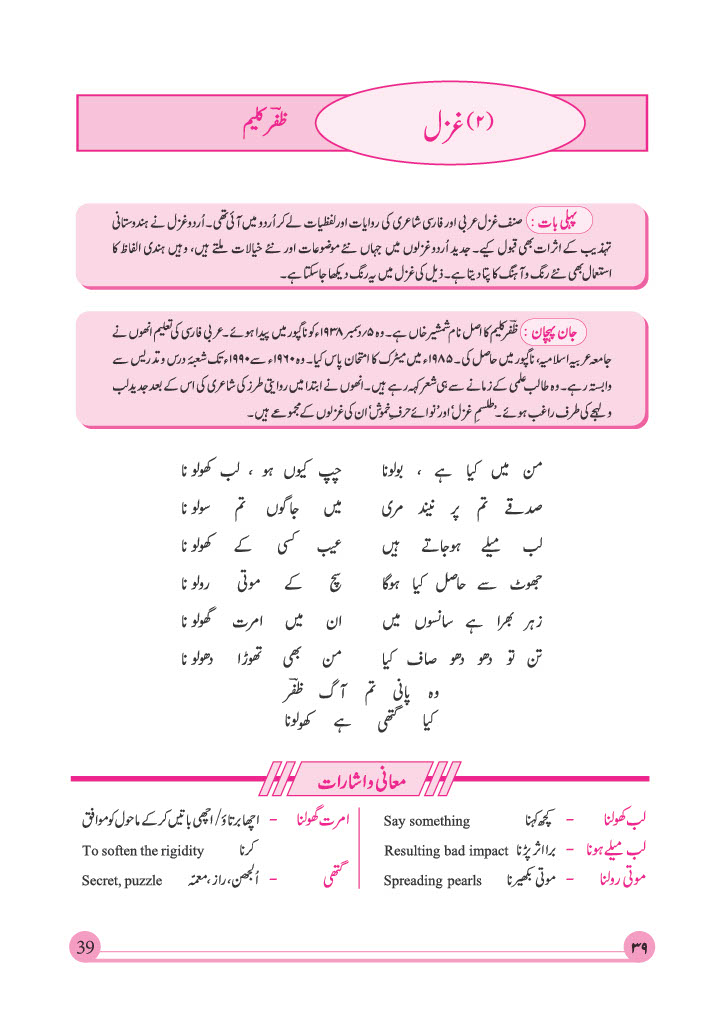 (۲) غزل
ظفرؔ کلیم
پہلی بات : صنف غزل عربی اور فارسی شاعری کی روایات اور لفظیات لے کر اُردو میں آئی تھی۔ اُردو غزل نے ہندوستانی
تہذیب کے اثرات بھی قبول کیے۔ جدید اُردو غزلوں میں جہاں نئے موضوعات اور نئے خیالات ملتے ہیں، وہیں ہندی الفاظ کا
استعمال بھی نئے رنگ و آہنگ کا پتا دیتا ہے۔ ذیل کی غزل میں یہ رنگ دیکھا جاسکتا ہے۔
جان پہچان : ظفرؔ کلیم کا اصل نام شمشیر خاں ہے۔ وہ ۵؍ دسمبر ۱۹۳۸ء کو ناگپور میں پیدا ہوئے۔ عربی فارسی کی تعلیم انھوں نے
جامعہ عربیہ اسلامیہ، ناگپور میں حاصل کی۔ ۱۹۸۵ء میں میٹرک کا امتحان پاس کیا۔ وہ ۱۹۶۰ء سے ۱۹۹۰ء تک شعبۂ درس و تدریس سے
وابستہ رہے۔ وہ طالب علمی کے زمانے سے ہی شعر کہہ رہے ہیں۔ انھوں نے ابتدا میں روایتی طرز کی شاعری کی اس کے بعد جدید لب
و لہجے کی طرف راغب ہوئے۔ ’طلسمِ غزل‘ اور ’نوائے حرفِ خموش‘ ان کی غزلوں کے مجموعے ہیں۔
من میں کیا ہے ، بولونا چپ کیوں ہو ، لب کھولو نا
صدقے تم پر نیند مری میں جاگوں تم سولو نا
لب میلے ہوجاتے ہیں عیب کسی کے کھولو نا
جھوٹ سے حاصل کیا ہوگا سچ کے موتی رولو نا
زہر بھرا ہے سانسوں میں ان میں امرت گھولو نا
تن تو دھو دھو صاف کیا من بھی تھوڑا دھولو نا
وہ پانی تم آگ ظفرؔ
کیا گتھی ہے کھولونا
معانی و اشارات
لب کھولنا – کچھ کہنا Say something
لب میلے ہونا – برا اثر پڑنا Resulting bad impact
موتی رولنا – موتی بکھیرنا Spreading pearls
امرت گھولنا – اچھا برتاؤ/ اچھی باتیں کرکے ماحول کو موافق
کرنا To soften the rigidity
گتھی – اُلجھن، راز، معمّہ Secret, puzzle
39
۳۹